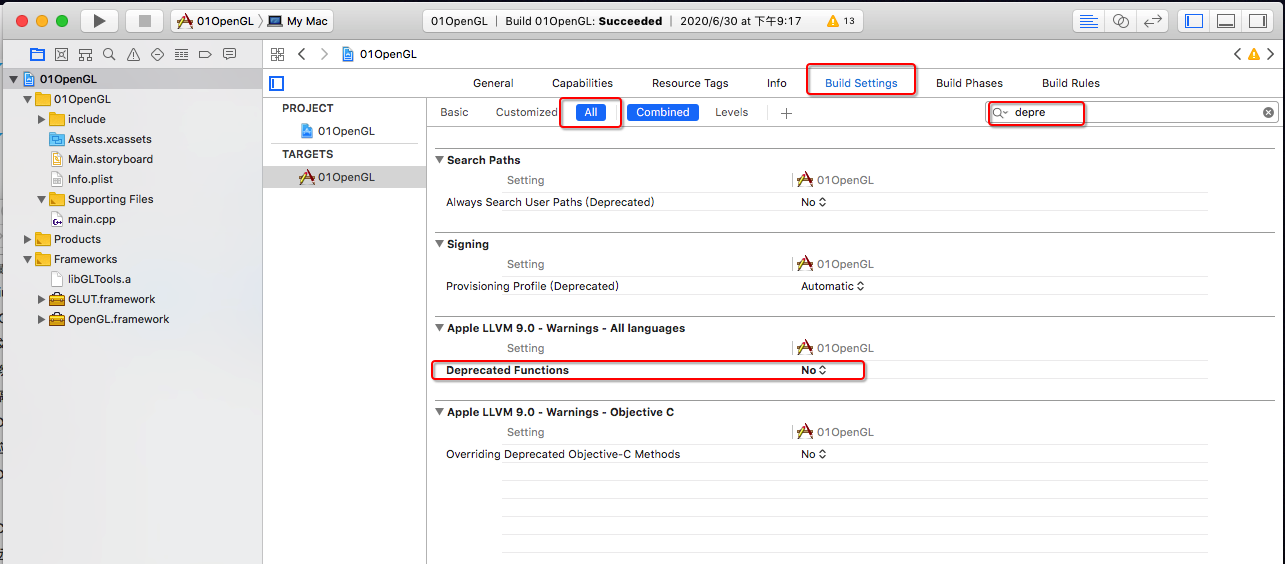 01OpenGL My Mac 01OpenGL | Build 01OpenGL: Succeeded | 2020/6/30 at 下午9:17 13
01OpenGL
01OpenGL
01OpenGL
include
Assets.xcassets
Main.storyboard
Info.plist
Supporting Files
main.cpp
Products
Frameworks
libGLTools.a
GLUT.framework
OpenGL.framework
General Capabilities Resource Tags Info Build Settings Build Phases Build Rules
PROJECT
01OpenGL
TARGETS
01OpenGL
Basic Customized All Combined Levels + depre
Search Paths
Setting 01OpenGL
Always Search User Paths (Deprecated) No
Signing
Setting 01OpenGL
Provisioning Profile (Deprecated) Automatic
Apple LLVM 9.0 - Warnings - All languages
Setting 01OpenGL
Deprecated Functions No
Apple LLVM 9.0 - Warnings - Objective C
Setting 01OpenGL
Overriding Deprecated Objective-C Methods No